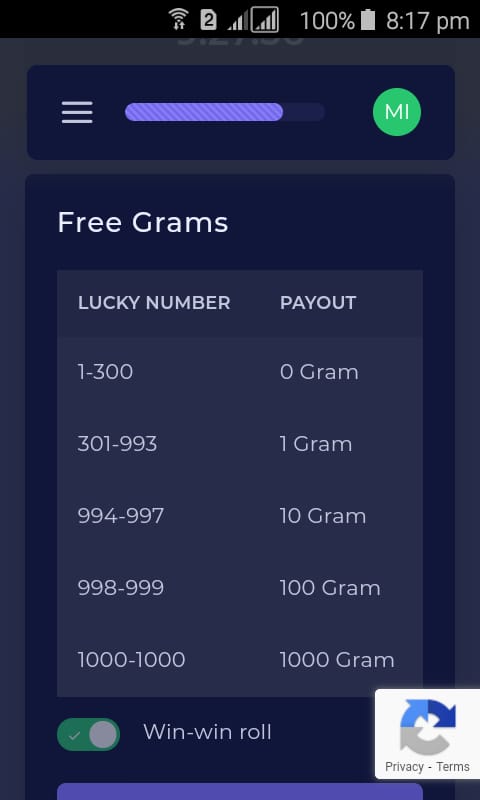 2 100% 8:17 pm
MI
Free Grams
LUCKY NUMBER PAYOUT
1-300 0 Gram
301-993 1 Gram
994-997 10 Gram
998-999 100 Gram
1000-1000 1000 Gram
Win-win roll
Privacy - Terms